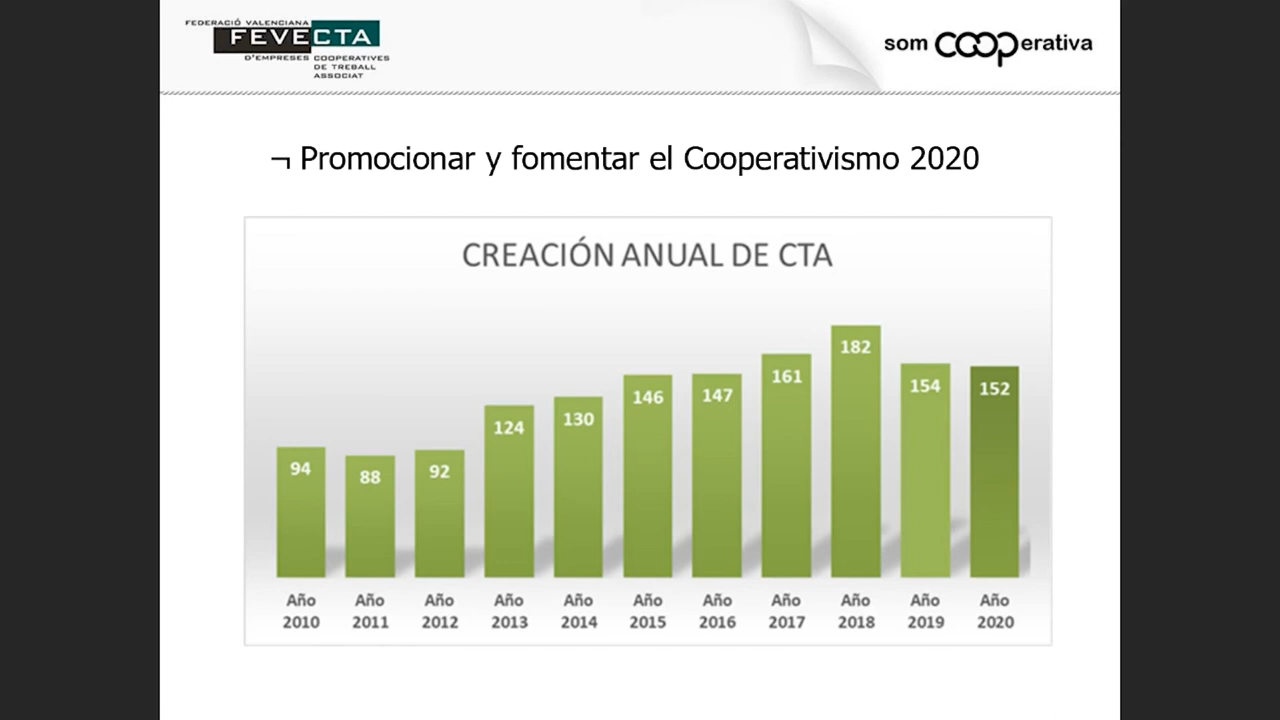 FEDERACIÓ VALENCIANA
FEVECTA
D'EMPRESES COOPERATIVES
DE TREBALL
ASSOCIAT
som COOPerativa
¬ Promocionar y fomentar el Cooperativismo 2020
CREACIÓN ANUAL DE CTA
94 88 92 124 130 146 147 161 182 154 152
Año Año Año Año Año Año Año Año Año Año Año
2010 2011 2012 2013 2014 2015 2016 2017 2018 2019 2020